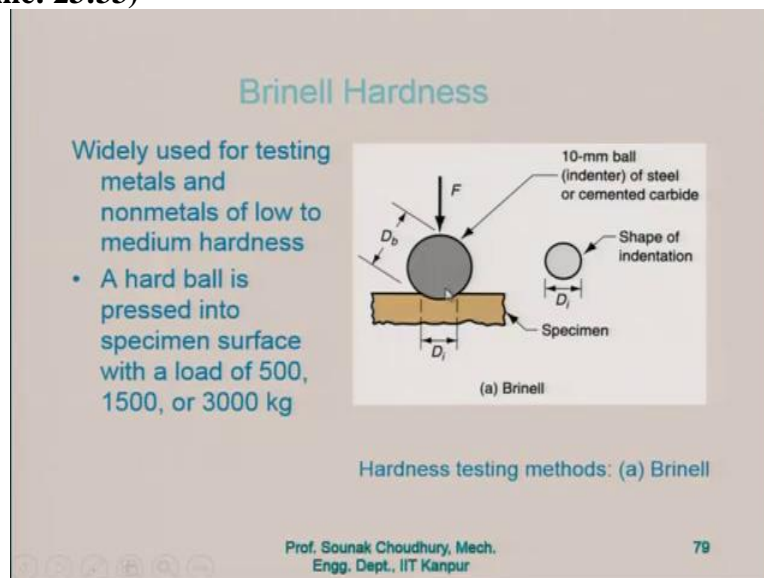 Brinell Hardness
Widely used for testing
metals and
nonmetals of low to
medium hardness
• A hard ball is
pressed into
specimen surface
with a load of 500,
1500, or 3000 kg
10-mm ball
(indenter) of steel
or cemented carbide
F
D_b
Shape of
indentation
D_i
Specimen
D_i
(a) Brinell
Hardness testing methods: (a) Brinell
Prof. Sounak Choudhury, Mech.
Engg. Dept., IIT Kanpur
79